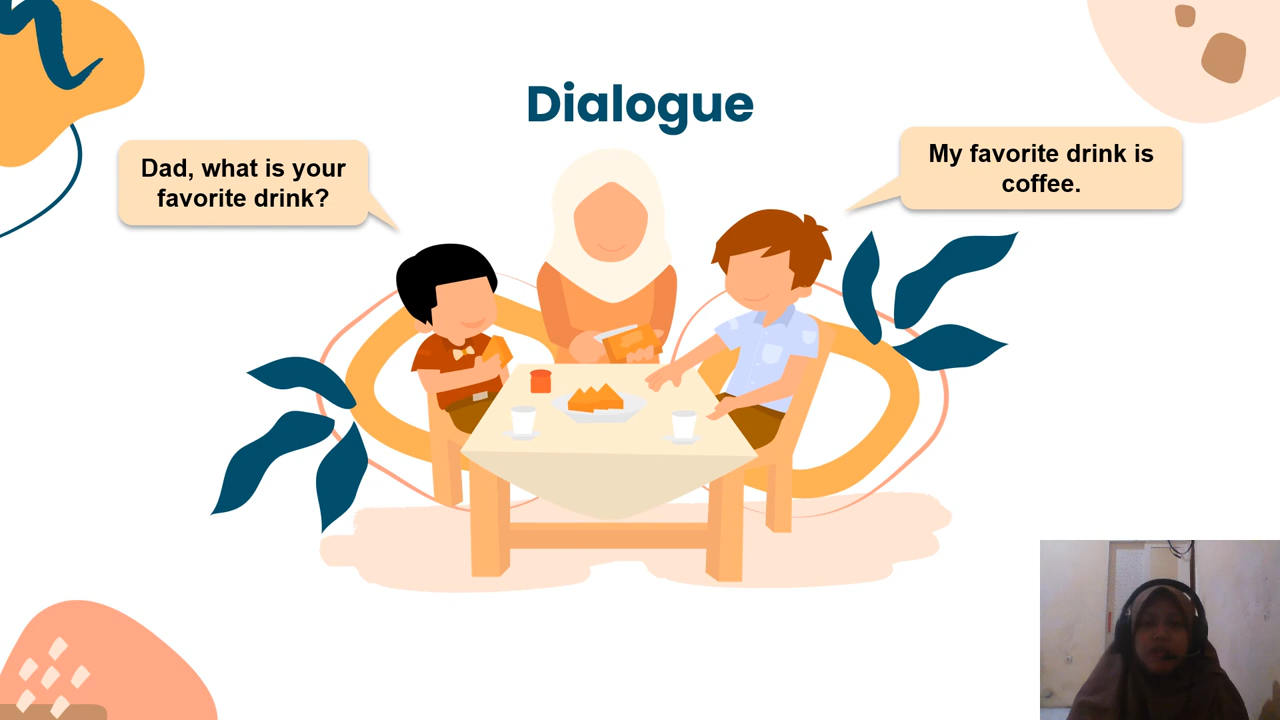 Dialogue
Dad, what is your
favorite drink?
My favorite drink is
coffee.